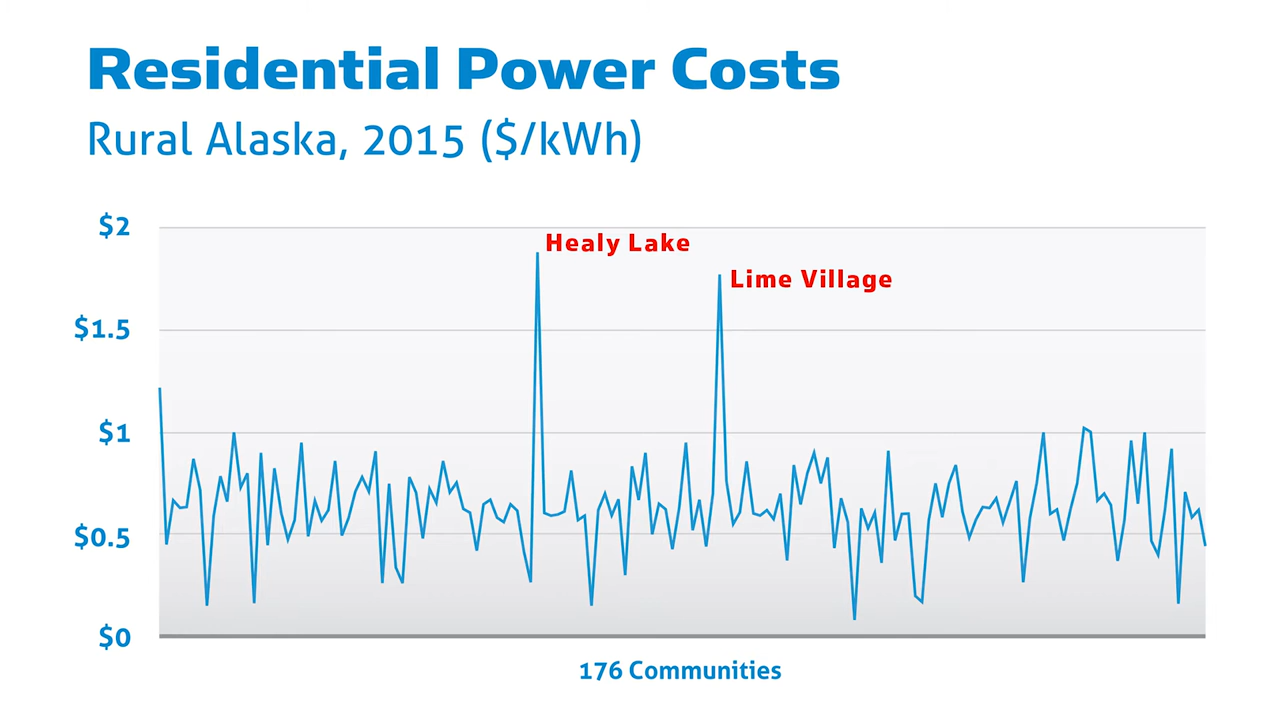 Residential Power Costs
Rural Alaska, 2015 ($/kWh)
$2
Healy Lake
Lime Village
$1.5
$1
$0.5
$0
176 Communities